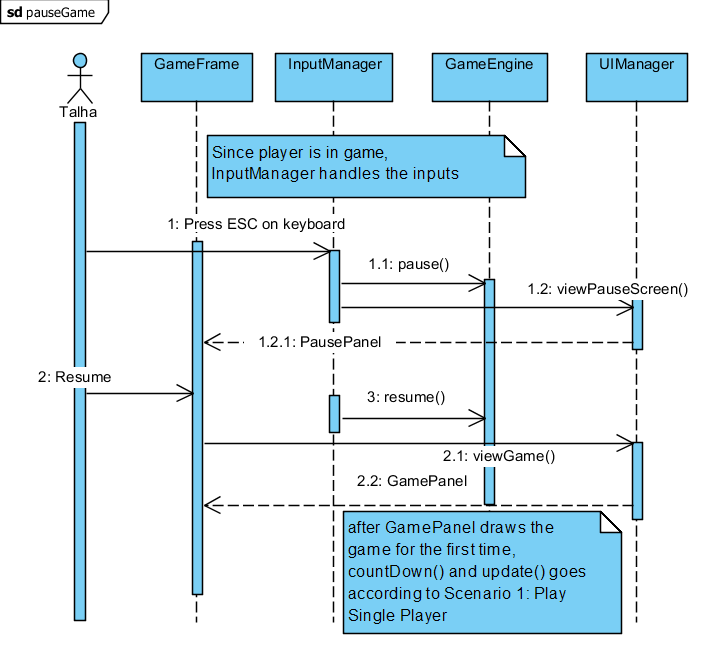 sd pauseGame
GameFrame
InputManager
GameEngine
UIManager
Talha
Since player is in game,
InputManager handles the inputs
1: Press ESC on keyboard
1.1: pause()
1.2: viewPauseScreen()
1.2.1: PausePanel
2: Resume
3: resume()
2.1: viewGame()
2.2: GamePanel
after GamePanel draws the
game for the first time,
countDown() and update() goes
according to Scenario 1: Play
Single Player